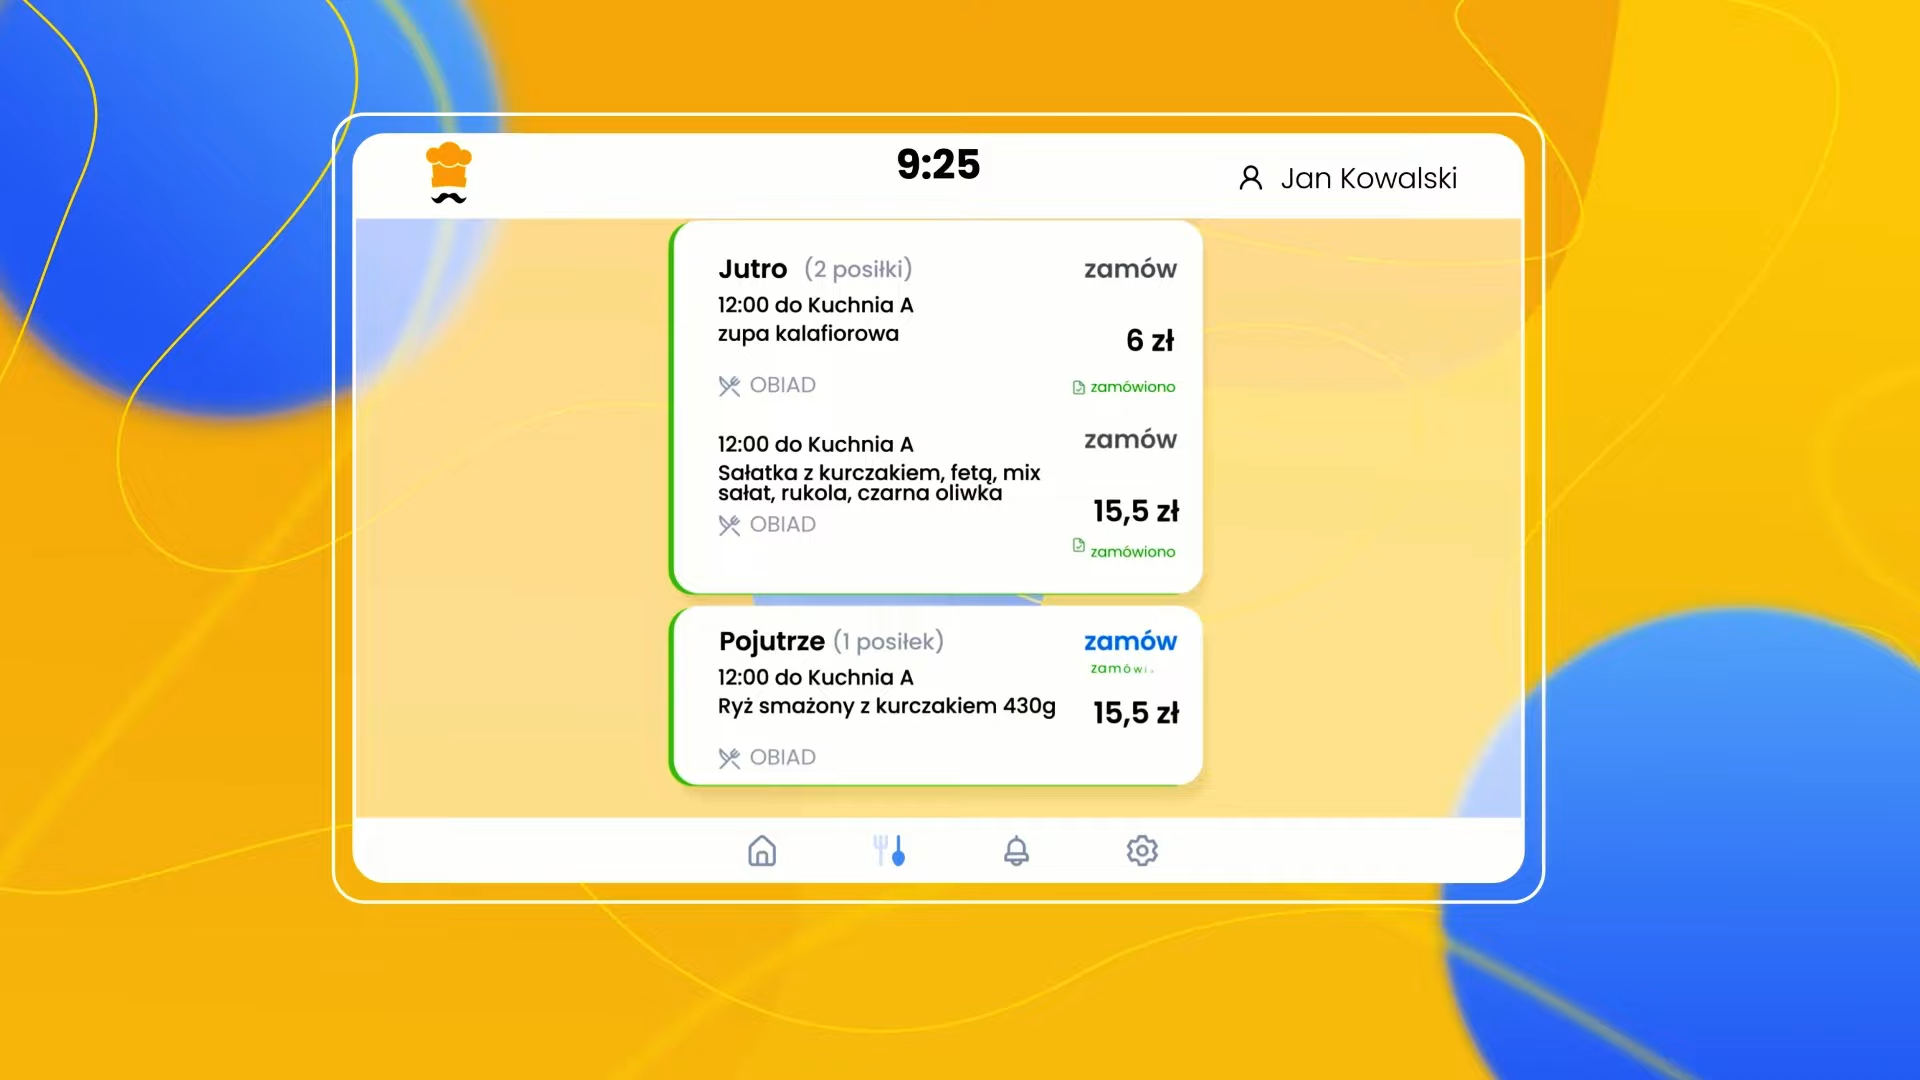 9:25
Jan Kowalski
Jutro (2 posiłki) zamów
12:00 do Kuchnia A
zupa kalafiorowa
6 zł
OBIAD zamówiono
12:00 do Kuchnia A zamów
Sałatka z kurczakiem, fetą, mix
sałat, rukola, czarna oliwka
15,5 zł
OBIAD
zamówiono
Pojutrze (1 posiłek) zamów
zamówi
12:00 do Kuchnia A
Ryż smażony z kurczakiem 430g 15,5 zł
OBIAD